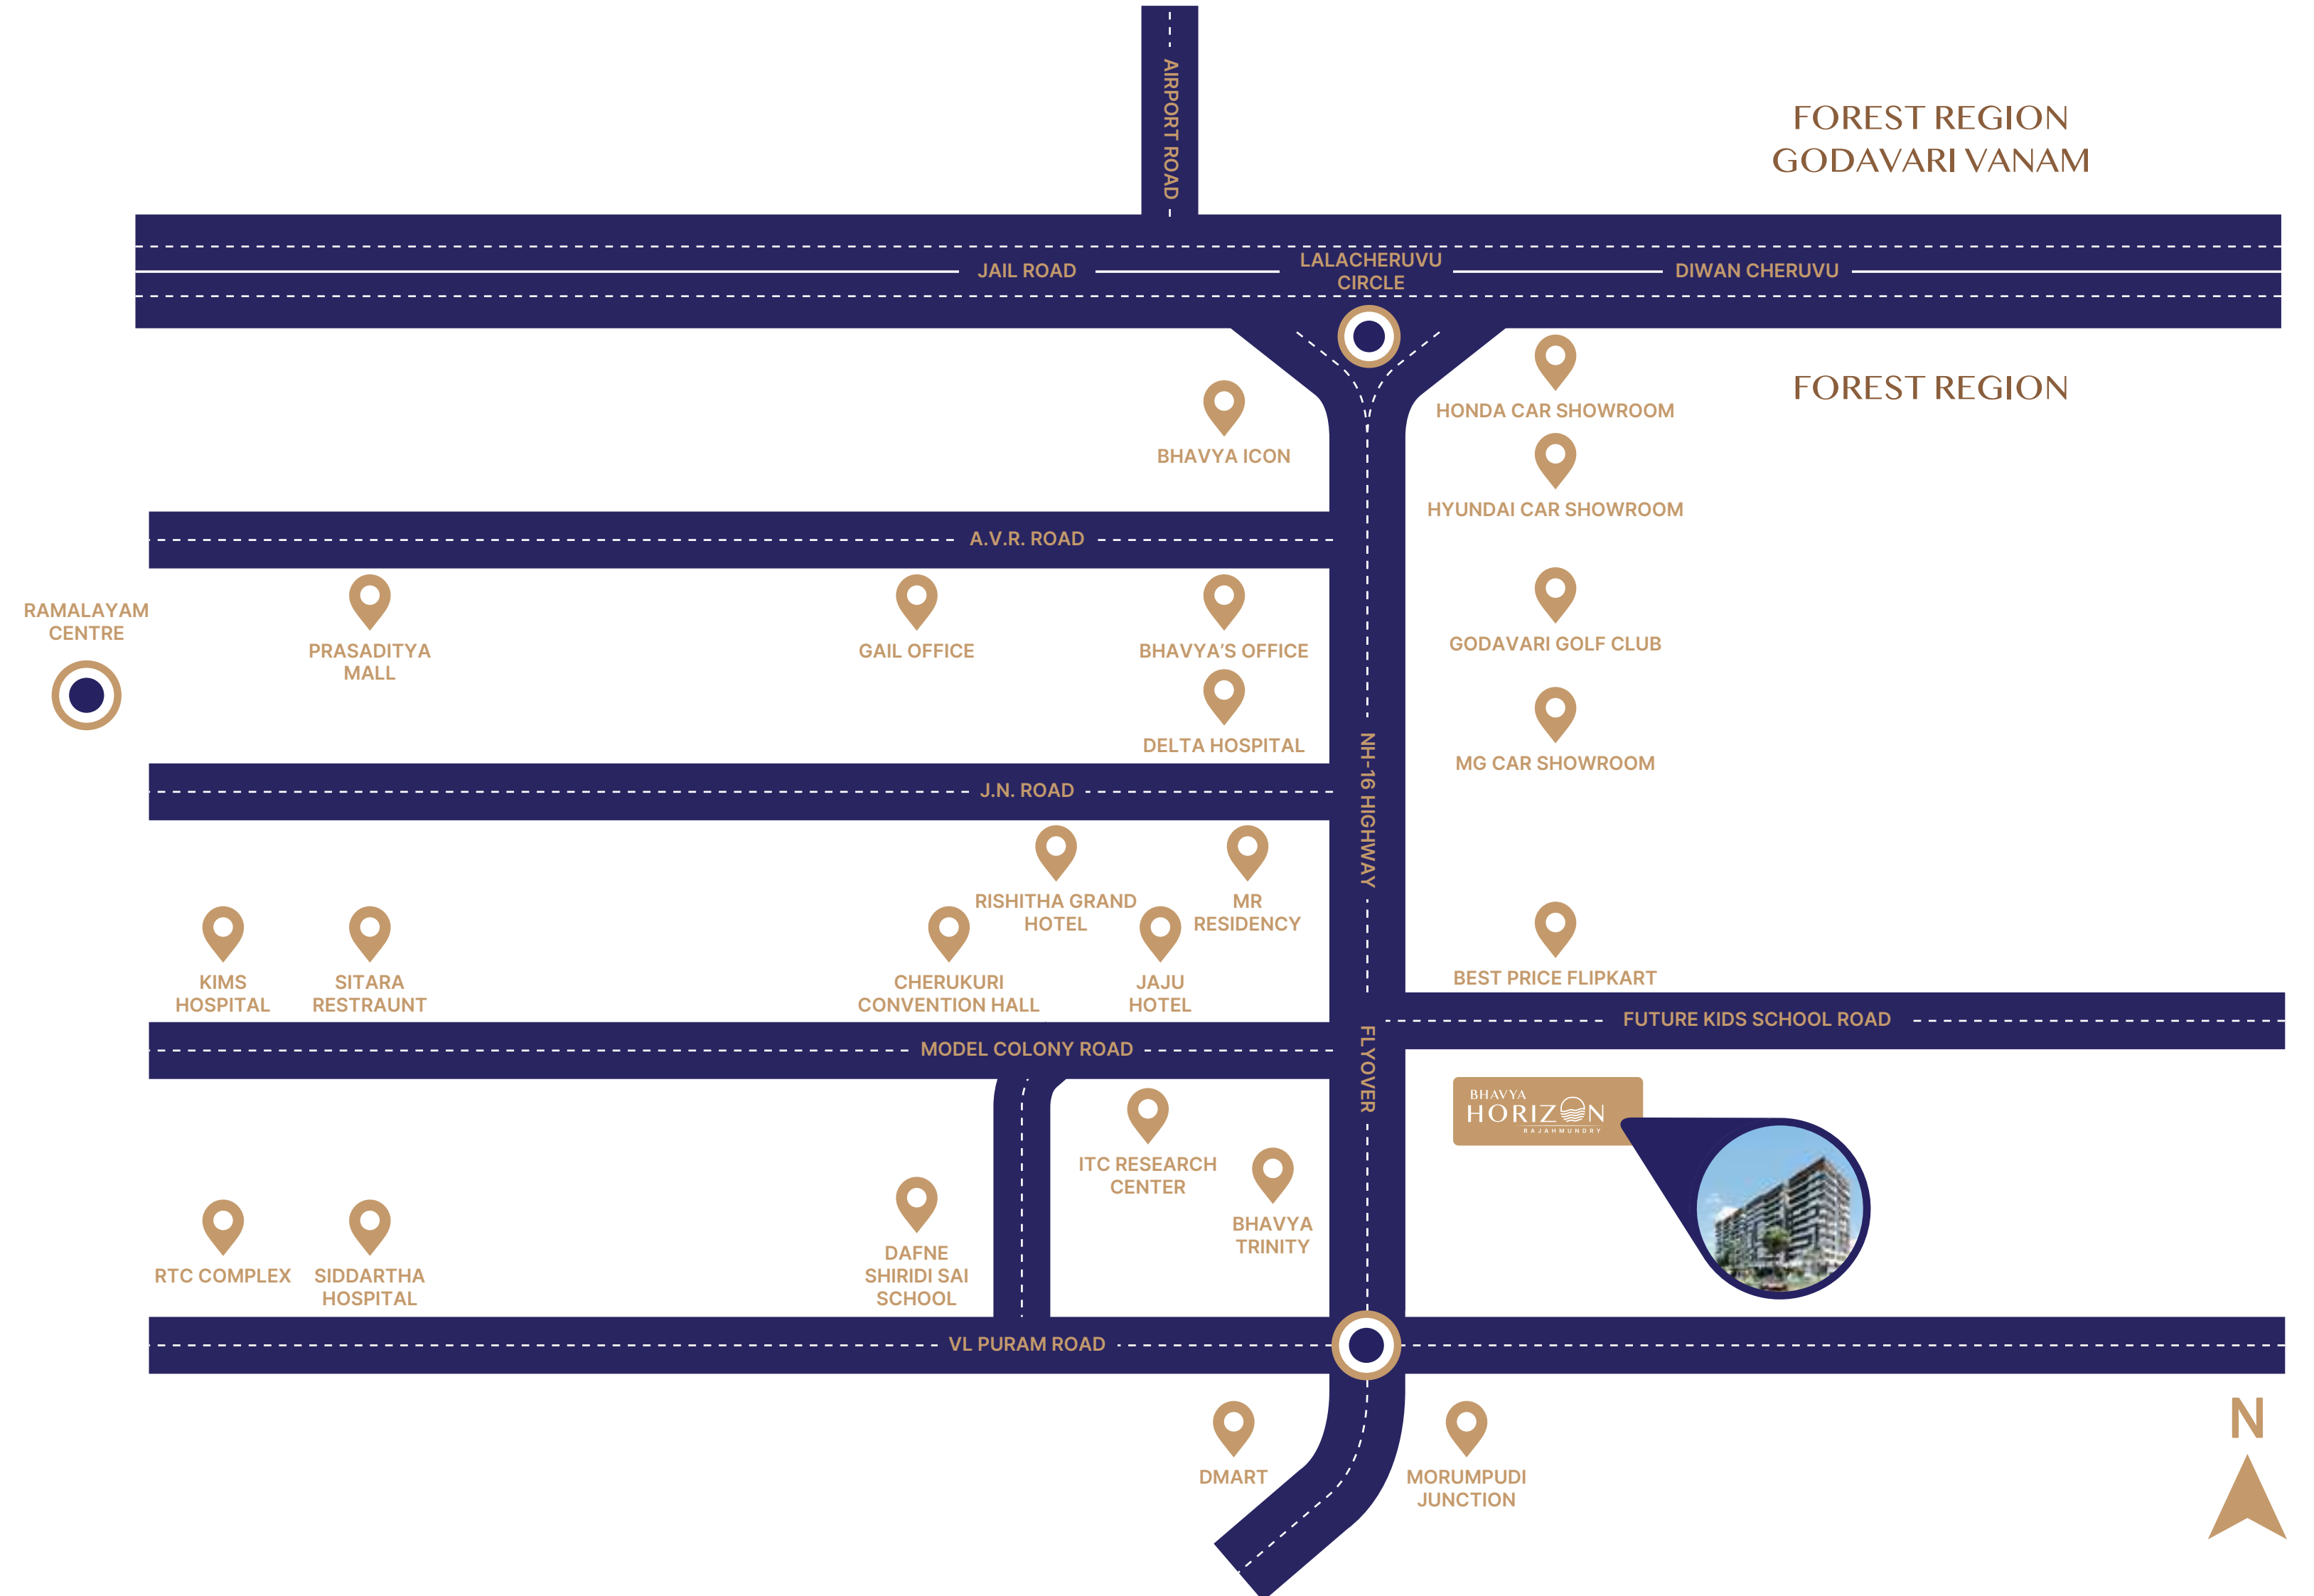 AIRPORT ROAD
FOREST REGION
GODAVARI VANAM
JAIL ROAD
LALACHERUVU
CIRCLE
DIWAN CHERUVU
FOREST REGION
HONDA CAR SHOWROOM
BHAVYA ICON
HYUNDAI CAR SHOWROOM
A.V.R. ROAD
RAMALAYAM
CENTRE
PRASADITYA
MALL
GAIL OFFICE
BHAVYA’S OFFICE
GODAVARI GOLF CLUB
DELTA HOSPITAL
MG CAR SHOWROOM
NH-16 HIGHWAY
J.N. ROAD
RISHITHA GRAND
HOTEL
MR
RESIDENCY
KIMS
HOSPITAL
SITARA
RESTRAUNT
CHERUKURI
CONVENTION HALL
JAJU
HOTEL
BEST PRICE FLIPKART
FUTURE KIDS SCHOOL ROAD
MODEL COLONY ROAD
FLYOVER
BHAVYA
HORIZON
RAJAHMUNDRY
ITC RESEARCH
CENTER
BHAVYA
TRINITY
DAFNE
SHIRIDI SAI
SCHOOL
RTC COMPLEX
SIDDARTHA
HOSPITAL
VL PURAM ROAD
DMART
MORUMPUDI
JUNCTION
N